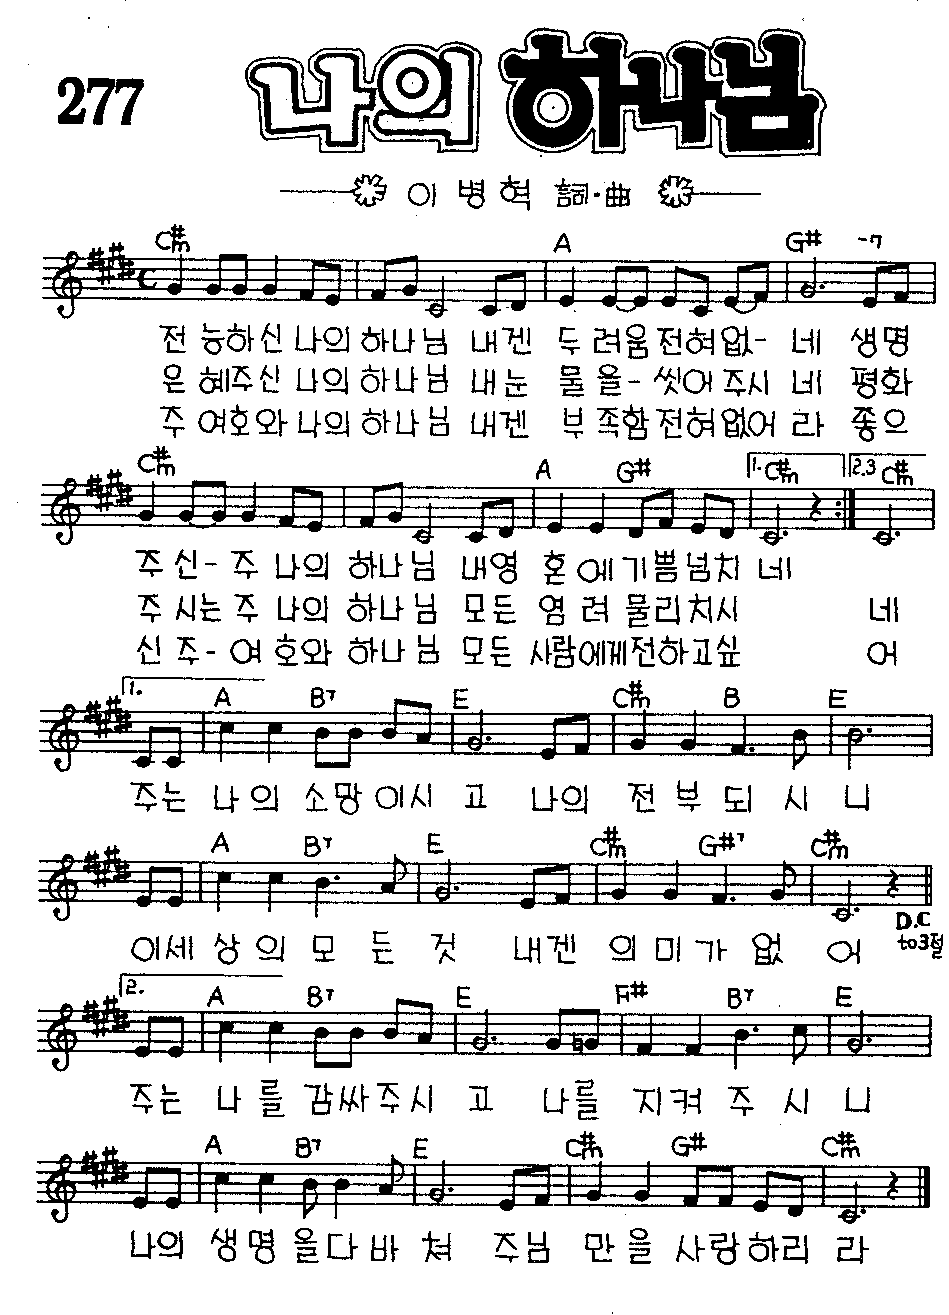 277
나의 하나님
이병혁 詞·曲
C#m A G# -7
전능하신 나의 하나님 내겐 두려움전혀없- 네 생명
은혜주신 나의 하나님 내눈 물을-씻어주시 네 평화
주 여호와 나의 하나님 내겐 부족함전혀없어 라 좋으
C#m A G# 1. C#m 2.3 C#m
주신-주 나의 하나님 내영 혼에기쁨넘치 네
주시는주 나의 하나님 모든 염려물리치시 네
신주-여호와 하나님 모든 사람에게전하고싶 어
1. A B7 E C#m B E
주는 나의 소망이시 고 나의 전부되시 니
A B7 E C#m G#7 C#m
이세상의모든것 내겐 의미가없어
D.C
to3절
2. A B7 E F# B7 E
주는 나를 감싸주시 고 나를 지켜주시니
A B7 E C#m G# C#m
나의 생명을다바쳐 주님 만을사랑하리라